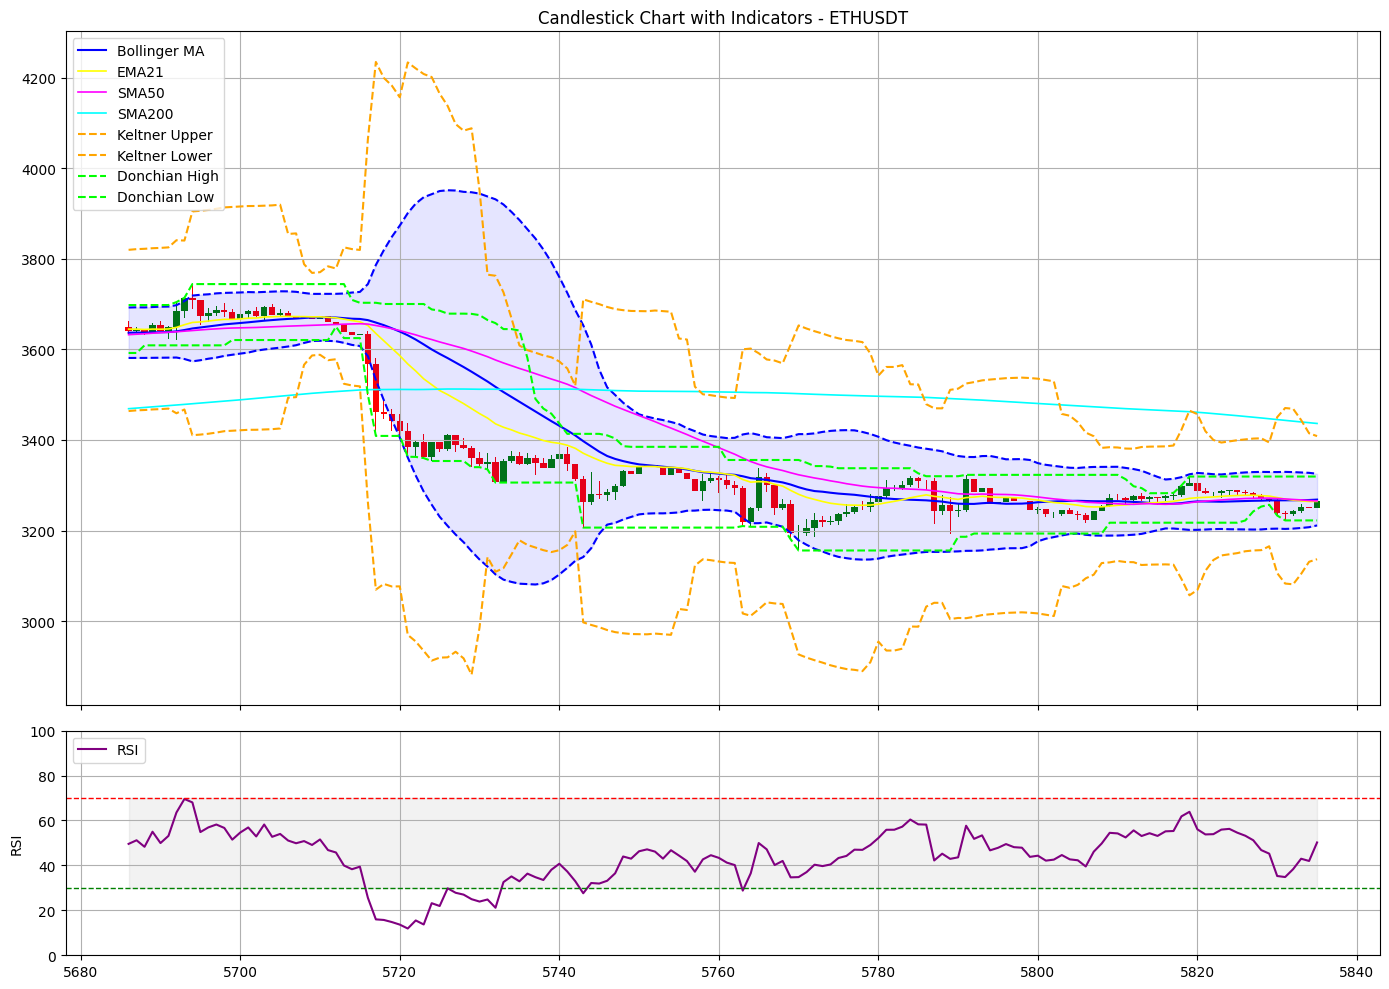 Candlestick Chart with Indicators - ETHUSDT
Bollinger MA
EMA21
SMA50
SMA200
Keltner Upper
Keltner Lower
Donchian High
Donchian Low
4200
4000
3800
3600
3400
3200
3000
RSI
RSI
100
80
60
40
20
0
5680
5700
5720
5740
5760
5780
5800
5820
5840